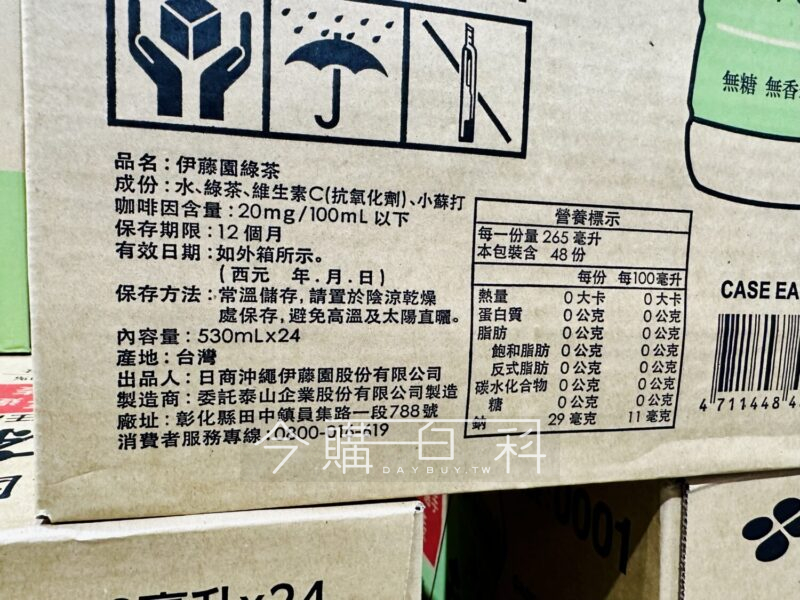 無糖 無香
品名：伊藤園綠茶
成份：水、綠茶、維生素C(抗氧化劑)、小蘇打
咖啡因含量：20mg/100mL 以下
保存期限：12個月
有效日期：如外箱所示。
(西元 年.月.日)
保存方法：常溫儲存，請置於陰涼乾燥
處保存，避免高溫及太陽直曬。
內容量：530mLx24
產地：台灣
出品人：日商沖繩伊藤園股份有限公司
製造商：委託泰山企業股份有限公司製造
廠址：彰化縣田中鎮員集路一段788號
消費者服務專線：0800-016-619
營養標示
每一份量 265 毫升
本包裝含 48 份
每份 每100毫升
熱量 0 大卡 0 大卡
蛋白質 0 公克 0 公克
脂肪 0 公克 0 公克
飽和脂肪 0 公克 0 公克
反式脂肪 0 公克 0 公克
碳水化合物 0 公克 0 公克
糖 0 公克 0 公克
鈉 29 毫克 11 毫克
CASE EA
4 711448 4
今購百科
DAYBUY.TW
0001
毫升x24